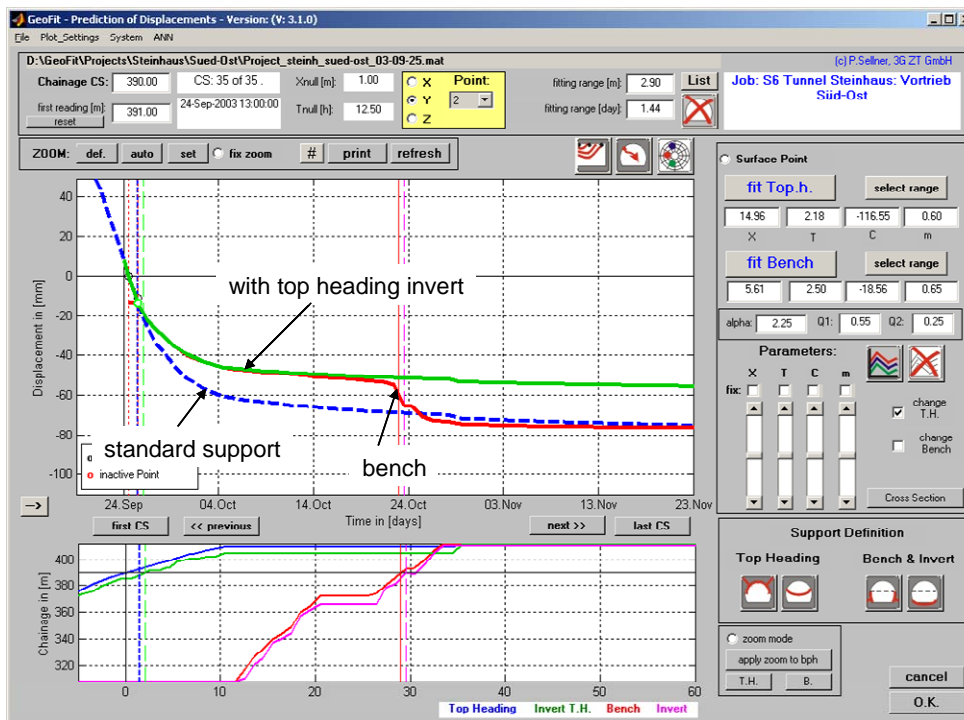 GeoFit - Prediction of Displacements - Version: (V: 3.1.0)
File Plot_Settings System ANN
D:\GeoFit\Projects\Steinhaus\Sued-Ost\Project_steinh_sued-ost_03-09-25.mat
(c) P.Sellner, 3G ZT GmbH
Chainage CS: 390.00
CS: 35 of 35 .
Xnull [m]: 1.00
X
Y
Z
Point:
2
fitting range [m]: 2.90
List
Job: S6 Tunnel Steinhaus: Vortrieb
Süd-Ost
first reading [m]: 391.00
reset
24-Sep-2003 13:00:00
Tnull [h]: 12.50
fitting range [day]: 1.44
ZOOM: def. auto set fix zoom # print refresh
Surface Point
fit Top.h. select range
14.96 2.18 -116.55 0.60
X T C m
fit Bench select range
5.61 2.50 -18.56 0.65
alpha: 2.25 Q1: 0.55 Q2: 0.25
Parameters:
X T C m
fix:
change
T.H.
change
Bench
Cross Section
Displacement in [mm]
40
20
0
-20
-40
-60
-80
-100
with top heading invert
standard support
bench
inactive Point
24.Sep 04.Oct 14.Oct 23.Oct 03.Nov 13.Nov 23.Nov
Time in [days]
-->
first CS << previous next >> last CS
Support Definition
Top Heading Bench & Invert
Chainage in [m]
400
380
360
340
320
0 10 20 30 40 50 60
Top Heading Invert T.H. Bench Invert
zoom mode
apply zoom to bph
T.H. B.
cancel
O.K.